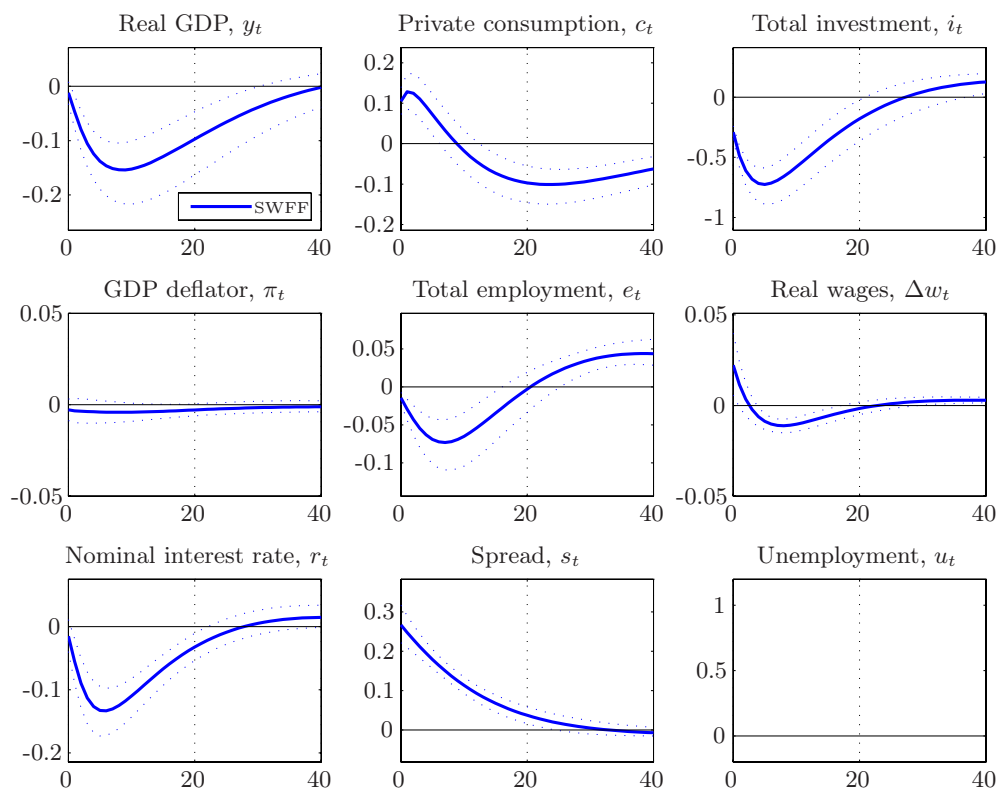 Real GDP, y_t
Private consumption, c_t
Total investment, i_t
0
-0.1
-0.2
SWFF
0 20 40
0.2
0.1
0
-0.1
-0.2
0 20 40
0
-0.5
-1
0 20 40
GDP deflator, π_t
Total employment, e_t
Real wages, Δw_t
0.05
0
-0.05
0 20 40
0.05
0
-0.05
-0.1
0 20 40
0.05
0
-0.05
0 20 40
Nominal interest rate, r_t
Spread, s_t
Unemployment, u_t
0
-0.1
-0.2
0 20 40
0.3
0.2
0.1
0
0 20 40
1
0.5
0
0 20 40